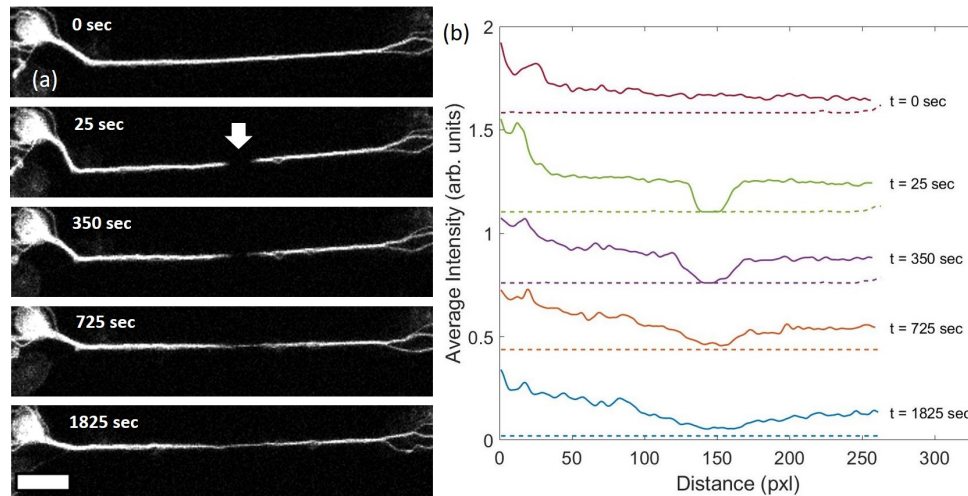 0 sec
(a)
25 sec
350 sec
725 sec
1825 sec
(b)
Average Intensity (arb. units)
2
1.5
1
0.5
0
t = 0 sec
t = 25 sec
t = 350 sec
t = 725 sec
t = 1825 sec
0 50 100 150 200 250 300
Distance (pxl)